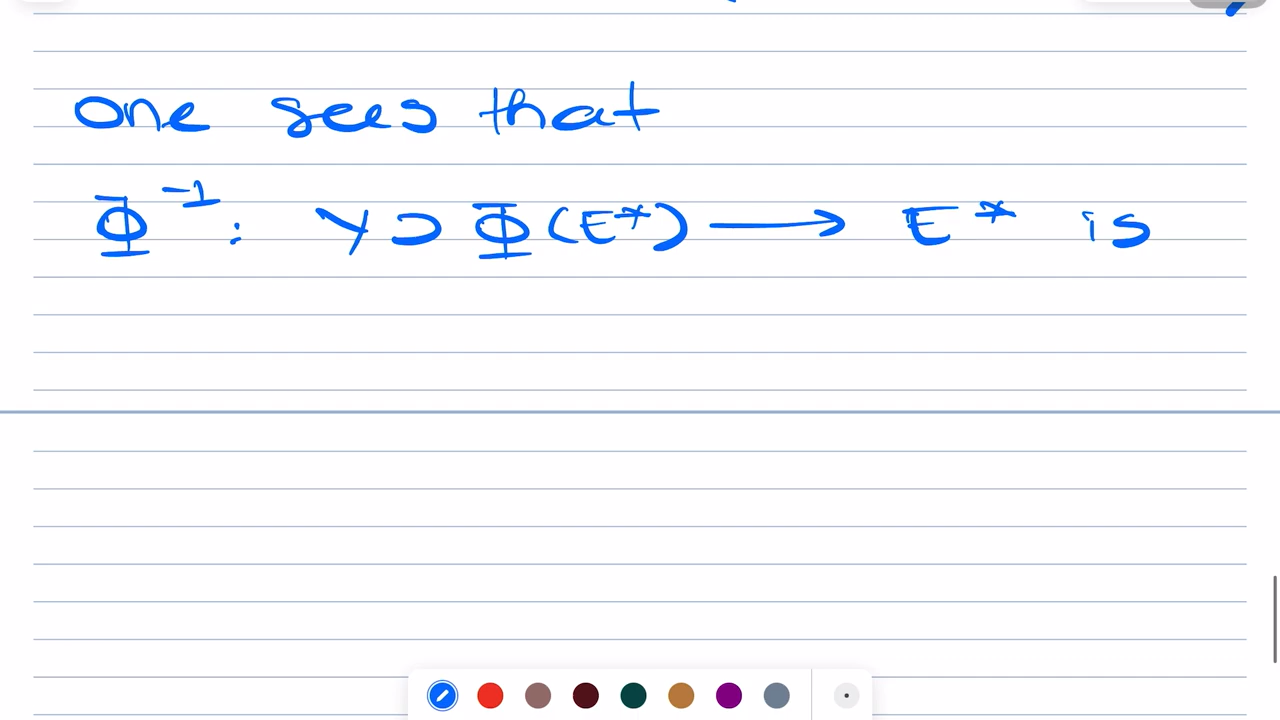 one sees that
Φ⁻¹ : Y ⊃ Φ(E*) ⟶ E* is